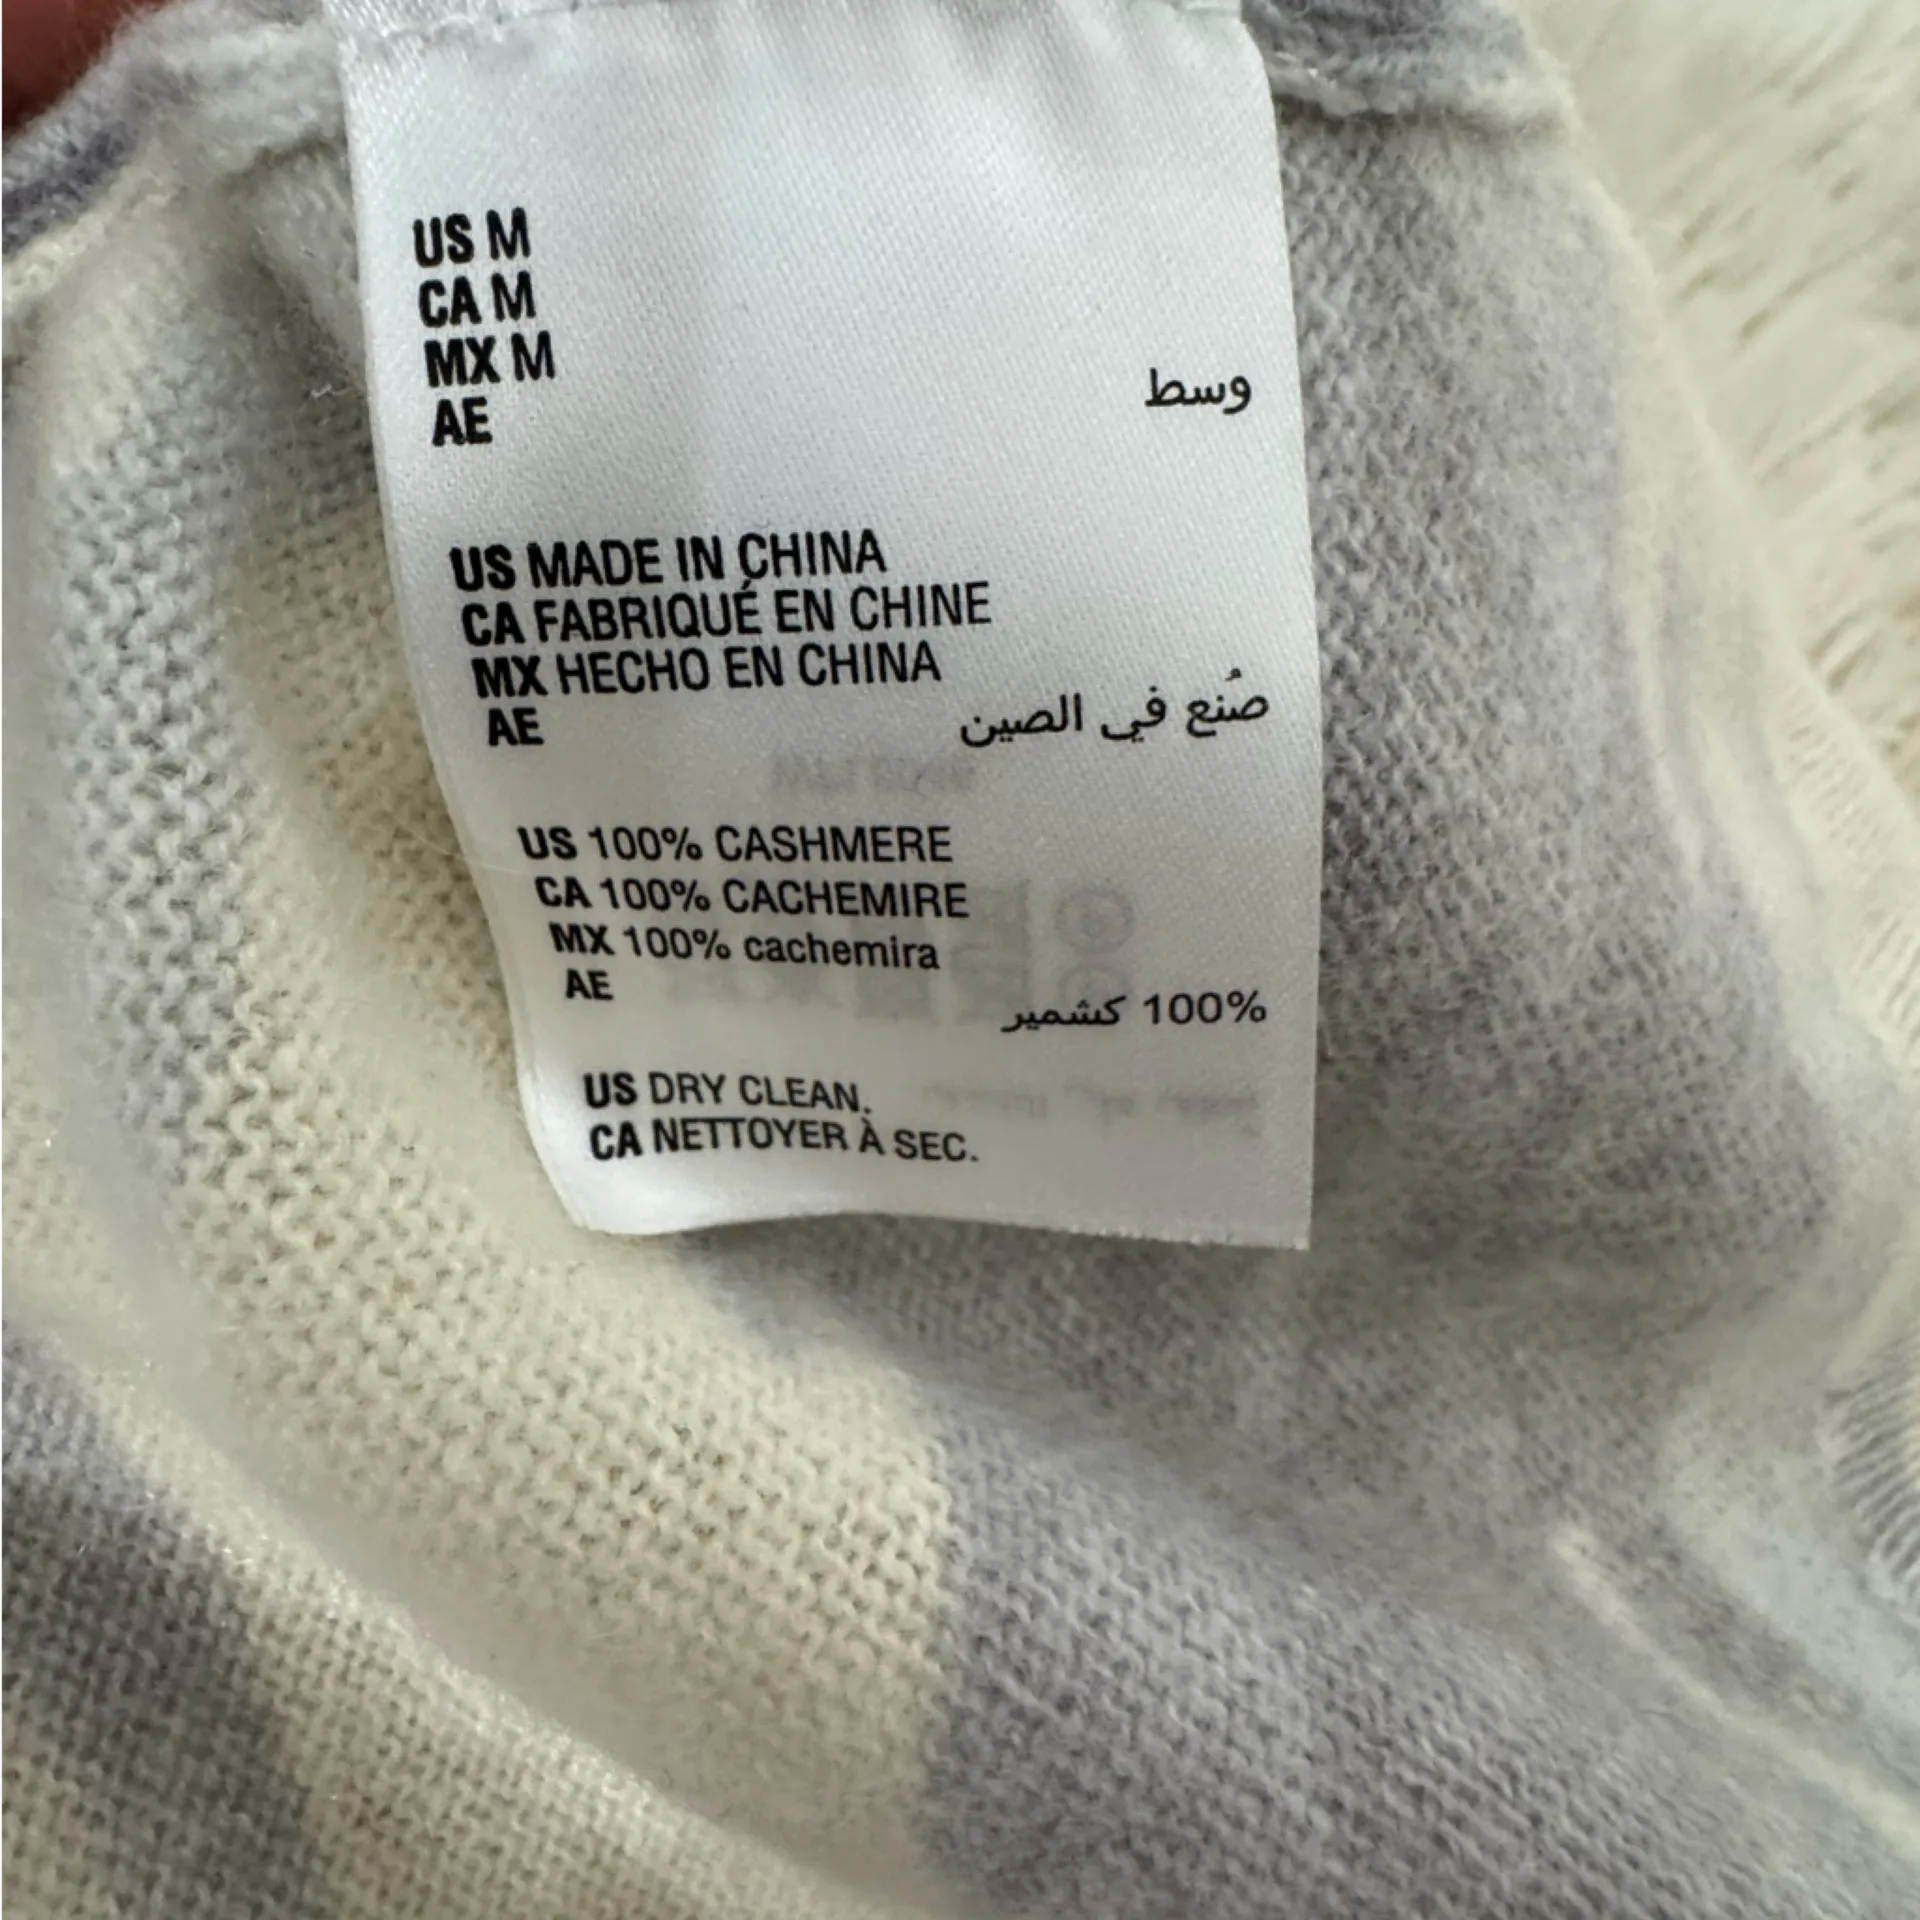 US M
CA M
MX M
AE وسط
US MADE IN CHINA
CA FABRIQUÉ EN CHINE
MX HECHO EN CHINA
AE صُنع في الصين
US 100% CASHMERE
CA 100% CACHEMIRE
MX 100% cachemira
AE 100% كشمير
US DRY CLEAN.
CA NETTOYER À SEC.